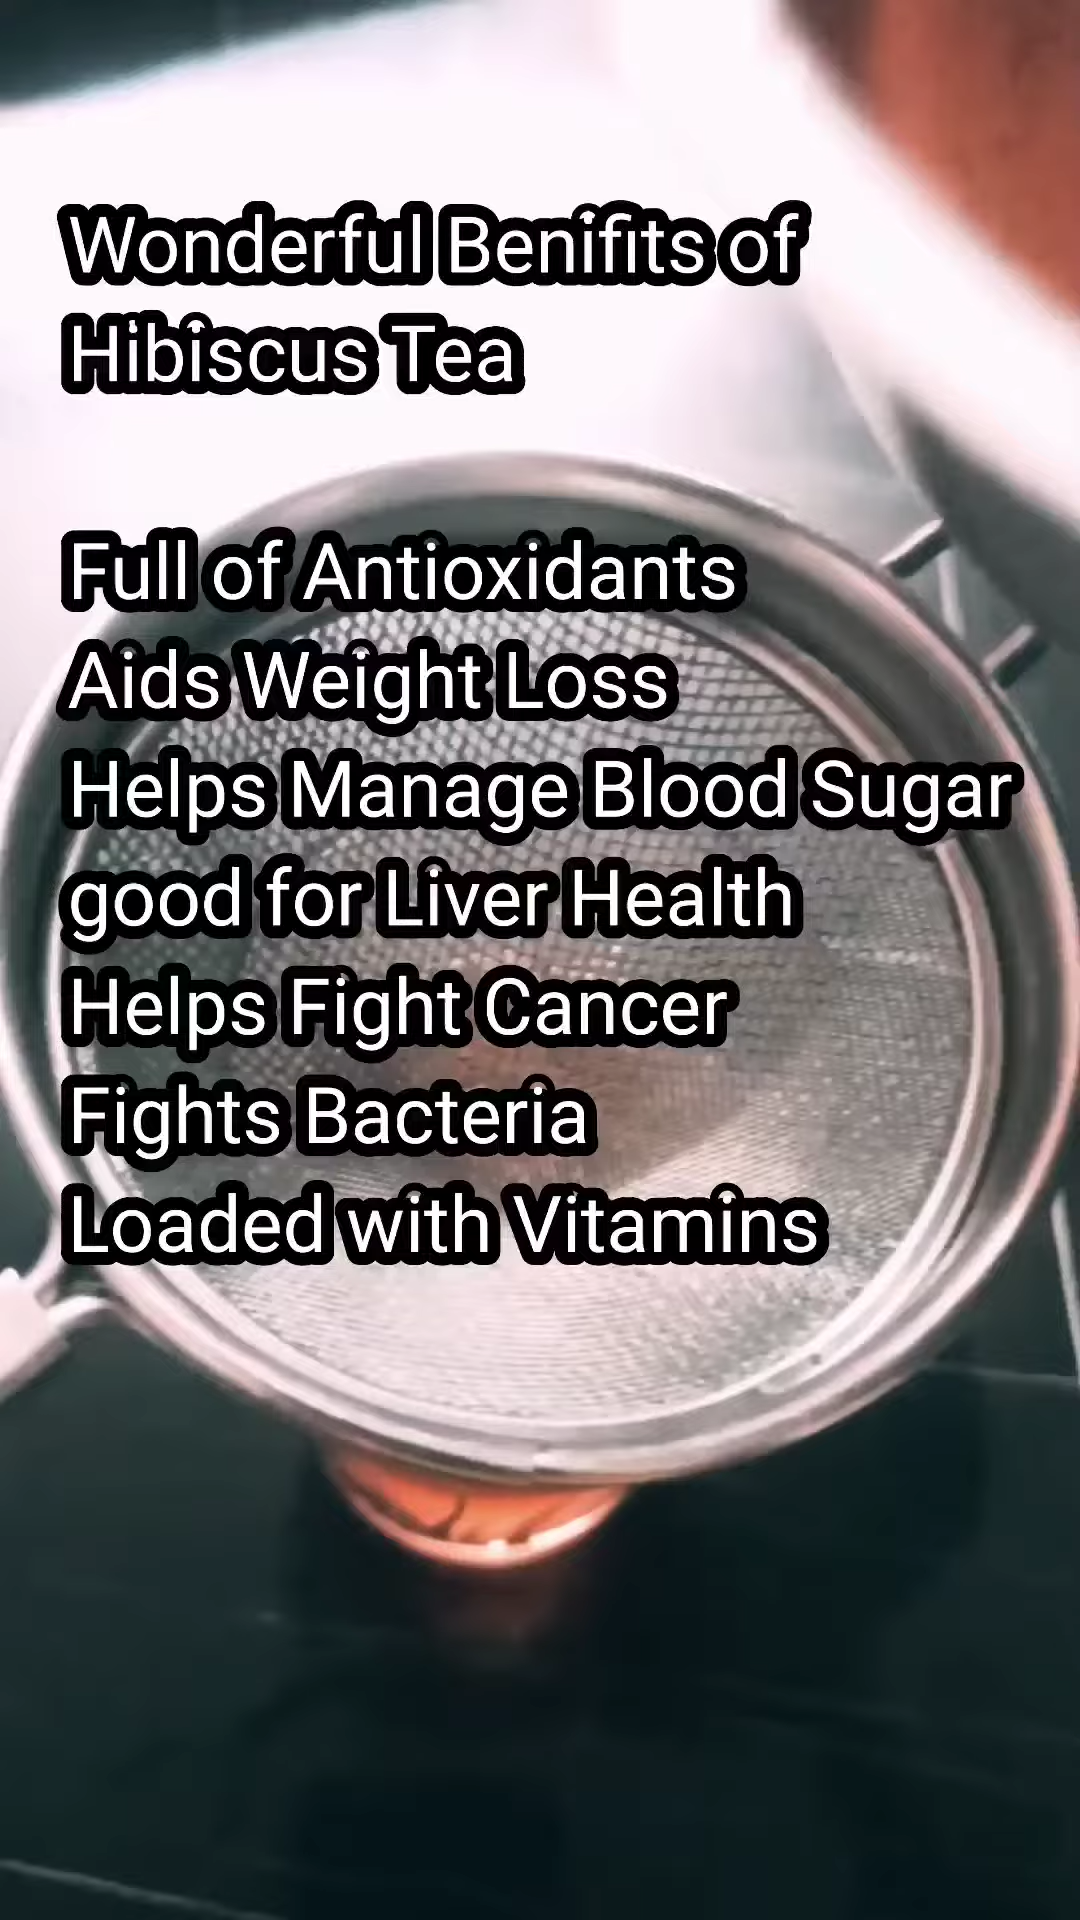 Wonderful Benifits of
Hibiscus Tea
Full of Antioxidants
Aids Weight Loss
Helps Manage Blood Sugar
good for Liver Health
Helps Fight Cancer
Fights Bacteria
Loaded with Vitamins